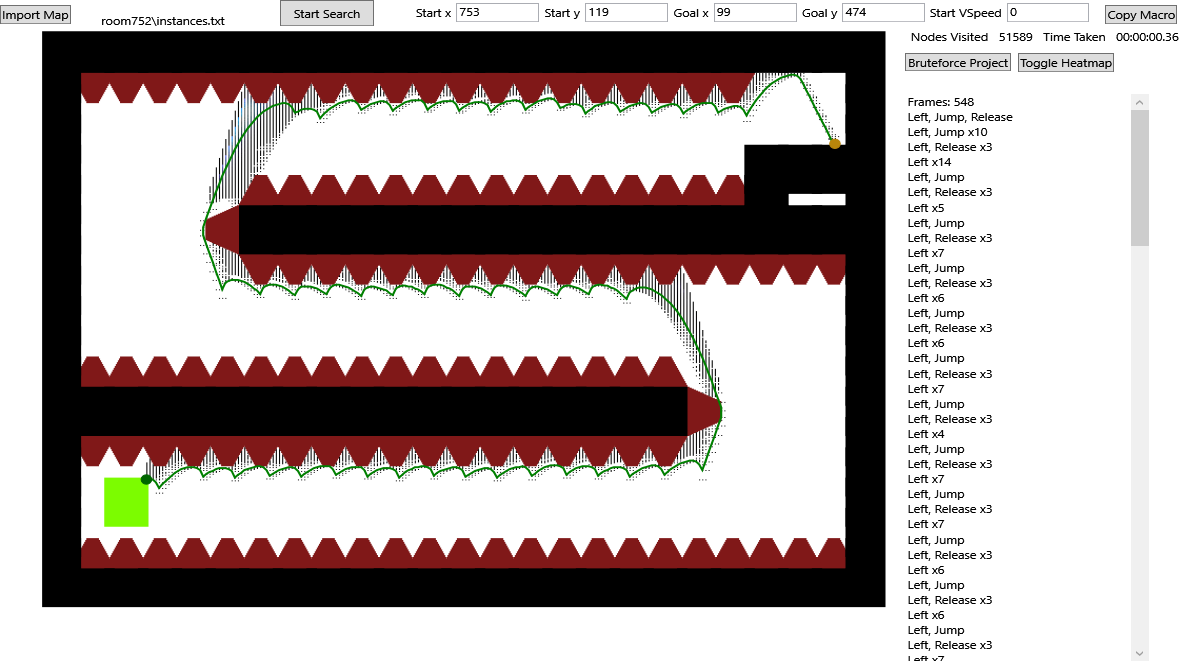 Import Map
room752\instances.txt
Start Search
Start x 753
Start y 119
Goal x 99
Goal y 474
Start VSpeed 0
Copy Macro
Nodes Visited 51589 Time Taken 00:00:00.36
Bruteforce Project
Toggle Heatmap
Frames: 548
Left, Jump, Release
Left, Jump x10
Left, Release x3
Left x14
Left, Jump
Left, Release x3
Left x5
Left, Jump
Left, Release x3
Left x7
Left, Jump
Left, Release x3
Left x6
Left, Jump
Left, Release x3
Left x6
Left, Jump
Left, Release x3
Left x7
Left, Jump
Left, Release x3
Left x4
Left, Jump
Left, Release x3
Left x7
Left, Jump
Left, Release x3
Left x7
Left, Jump
Left, Release x3
Left x6
Left, Jump
Left, Release x3
Left x6
Left, Jump
Left, Release x3
Left x7